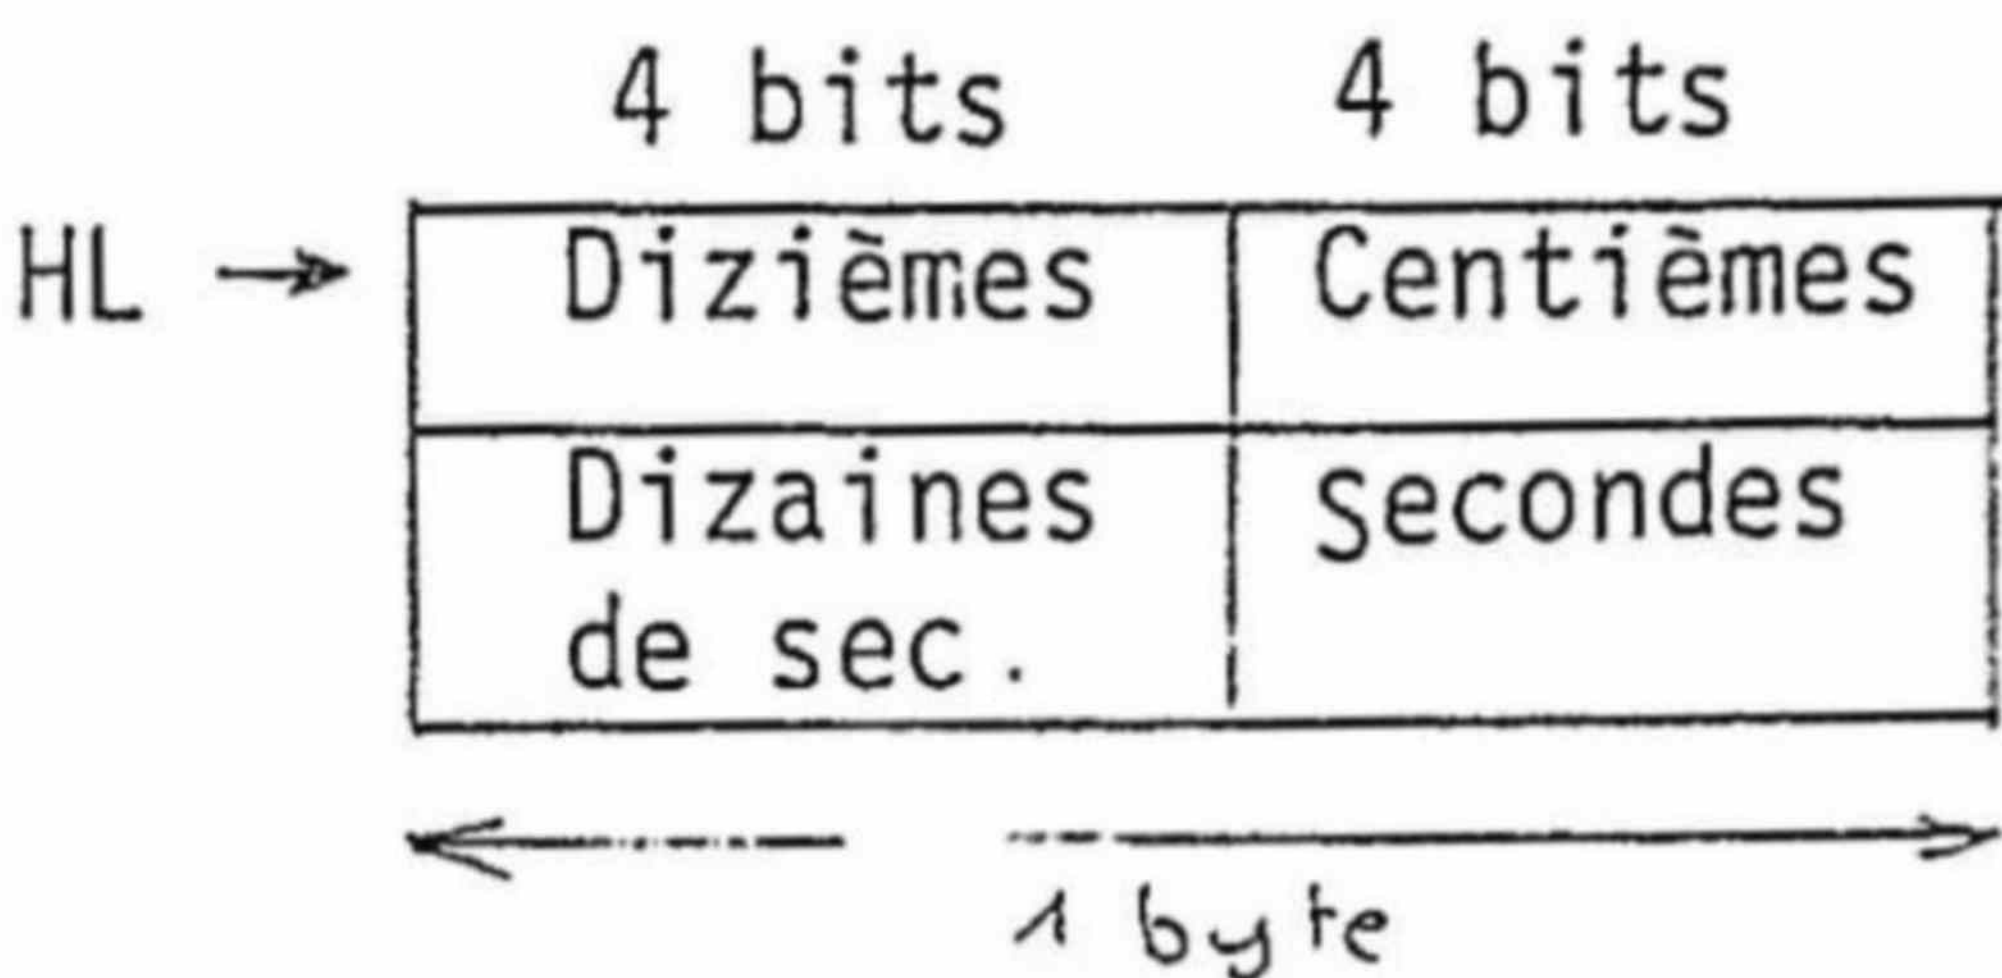 4 bits 4 bits
HL → Dizièmes Centièmes
Dizaines Secondes
de sec.
1 byte